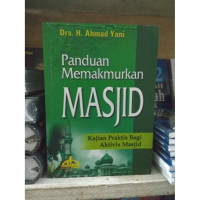 Drs. H. Ahmad Yani
Panduan
Memakmurkan
MASJID
Kajian Praktis Bagi
Aktivis Masjid